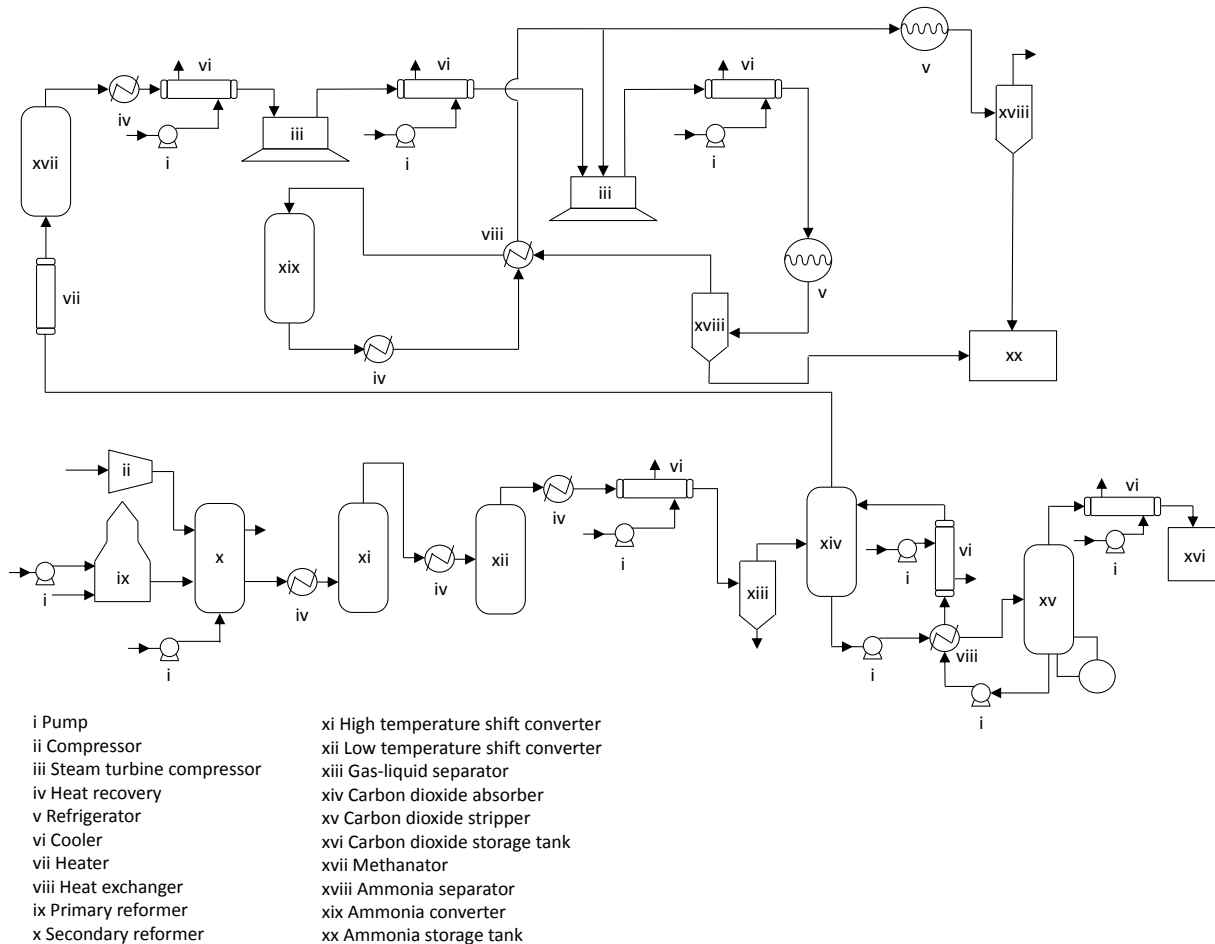 v
vi
vi
vi
iv
xviii
iii
xvii
i
i
i
iii
viii
xix
v
vii
xviii
xx
iv
ii
vi
vi
iv
xi
xiv
x
xii
vi
xvi
ix
i
i
iv
i
xiii
xv
i
iv
viii
i
i
i
i Pump
ii Compressor
iii Steam turbine compressor
iv Heat recovery
v Refrigerator
vi Cooler
vii Heater
viii Heat exchanger
ix Primary reformer
x Secondary reformer
xi High temperature shift converter
xii Low temperature shift converter
xiii Gas-liquid separator
xiv Carbon dioxide absorber
xv Carbon dioxide stripper
xvi Carbon dioxide storage tank
xvii Methanator
xviii Ammonia separator
xix Ammonia converter
xx Ammonia storage tank